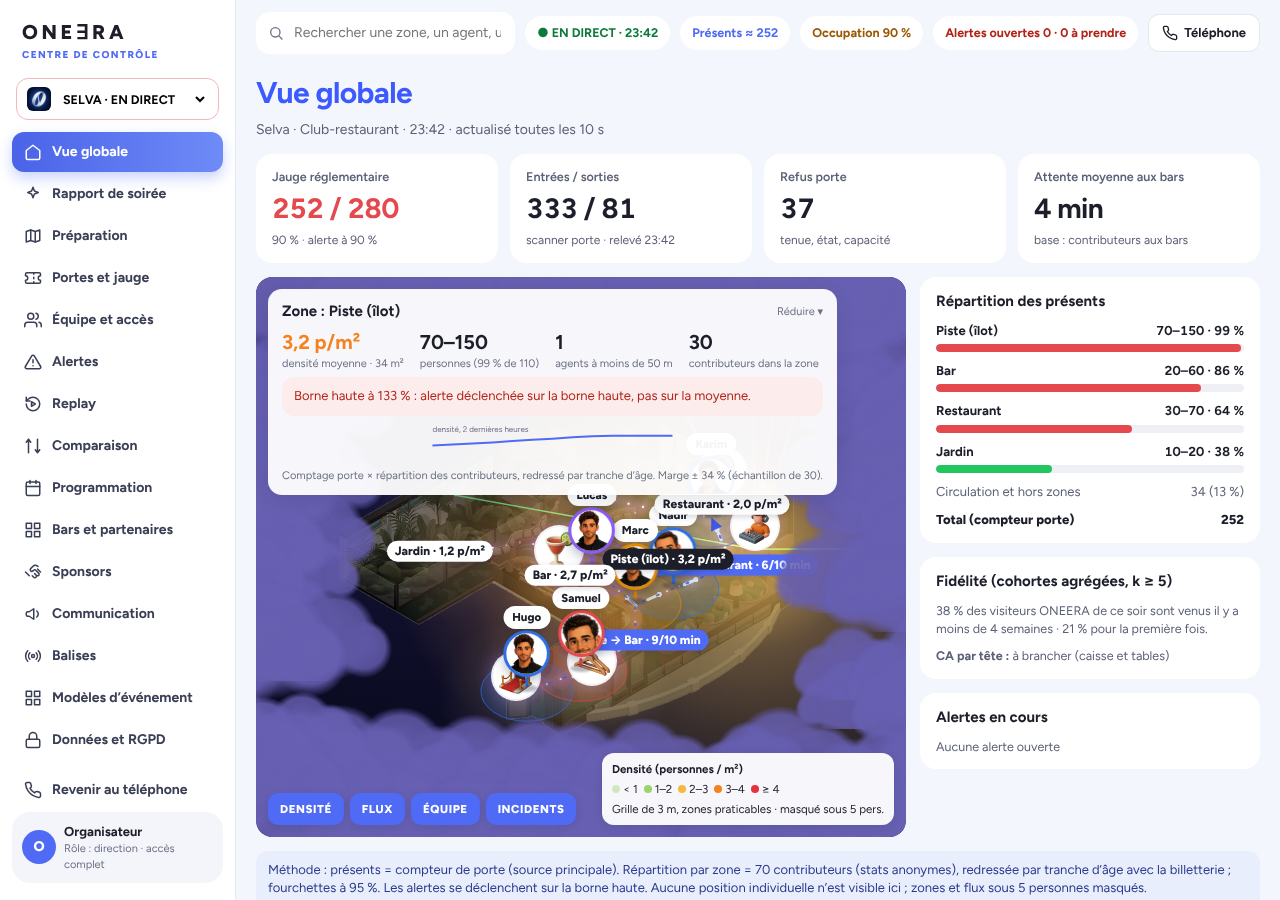 ONEERA
CENTRE DE CONTRÔLE
SELVA · EN DIRECT
Vue globale
Rapport de soirée
Préparation
Portes et jauge
Équipe et accès
Alertes
Replay
Comparaison
Programmation
Bars et partenaires
Sponsors
Communication
Balises
Modèles d’événement
Données et RGPD
Revenir au téléphone
O
Organisateur
Rôle : direction · accès
complet
Rechercher une zone, un agent, u
EN DIRECT · 23:42
Présents ≈ 252
Occupation 90 %
Alertes ouvertes 0 · 0 à prendre
Téléphone
Vue globale
Selva · Club-restaurant · 23:42 · actualisé toutes les 10 s
Jauge réglementaire
252 / 280
90 % · alerte à 90 %
Entrées / sorties
333 / 81
scanner porte · relevé 23:42
Refus porte
37
tenue, état, capacité
Attente moyenne aux bars
4 min
base : contributeurs aux bars
Zone : Piste (îlot)
Réduire ▾
3,2 p/m²
densité moyenne · 34 m²
70–150
personnes (99 % de 110)
1
agents à moins de 50 m
30
contributeurs dans la zone
Borne haute à 133 % : alerte déclenchée sur la borne haute, pas sur la moyenne.
densité, 2 dernières heures
Karim
Comptage porte × répartition des contributeurs, redressé par tranche d’âge. Marge ± 34 % (échantillon de 30).
Lucas
Restaurant · 2,0 p/m²
Nadir
Marc
Jardin · 1,2 p/m²
Piste (îlot) · 3,2 p/m²
rant · 6/10 min
Bar · 2,7 p/m²
Samuel
Hugo
→ Bar · 9/10 min
Densité (personnes / m²)
< 1 1–2 2–3 3–4 ≥ 4
Grille de 3 m, zones praticables · masqué sous 5 pers.
DENSITÉ
FLUX
ÉQUIPE
INCIDENTS
Répartition des présents
Piste (îlot) 70–150 · 99 %
Bar 20–60 · 86 %
Restaurant 30–70 · 64 %
Jardin 10–20 · 38 %
Circulation et hors zones 34 (13 %)
Total (compteur porte) 252
Fidélité (cohortes agrégées, k ≥ 5)
38 % des visiteurs ONEERA de ce soir sont venus il y a
moins de 4 semaines · 21 % pour la première fois.
CA par tête : à brancher (caisse et tables)
Alertes en cours
Aucune alerte ouverte
Méthode : présents = compteur de porte (source principale). Répartition par zone = 70 contributeurs (stats anonymes), redressée par tranche d’âge avec la billetterie ;
fourchettes à 95 %. Les alertes se déclenchent sur la borne haute. Aucune position individuelle n’est visible ici ; zones et flux sous 5 personnes masqués.